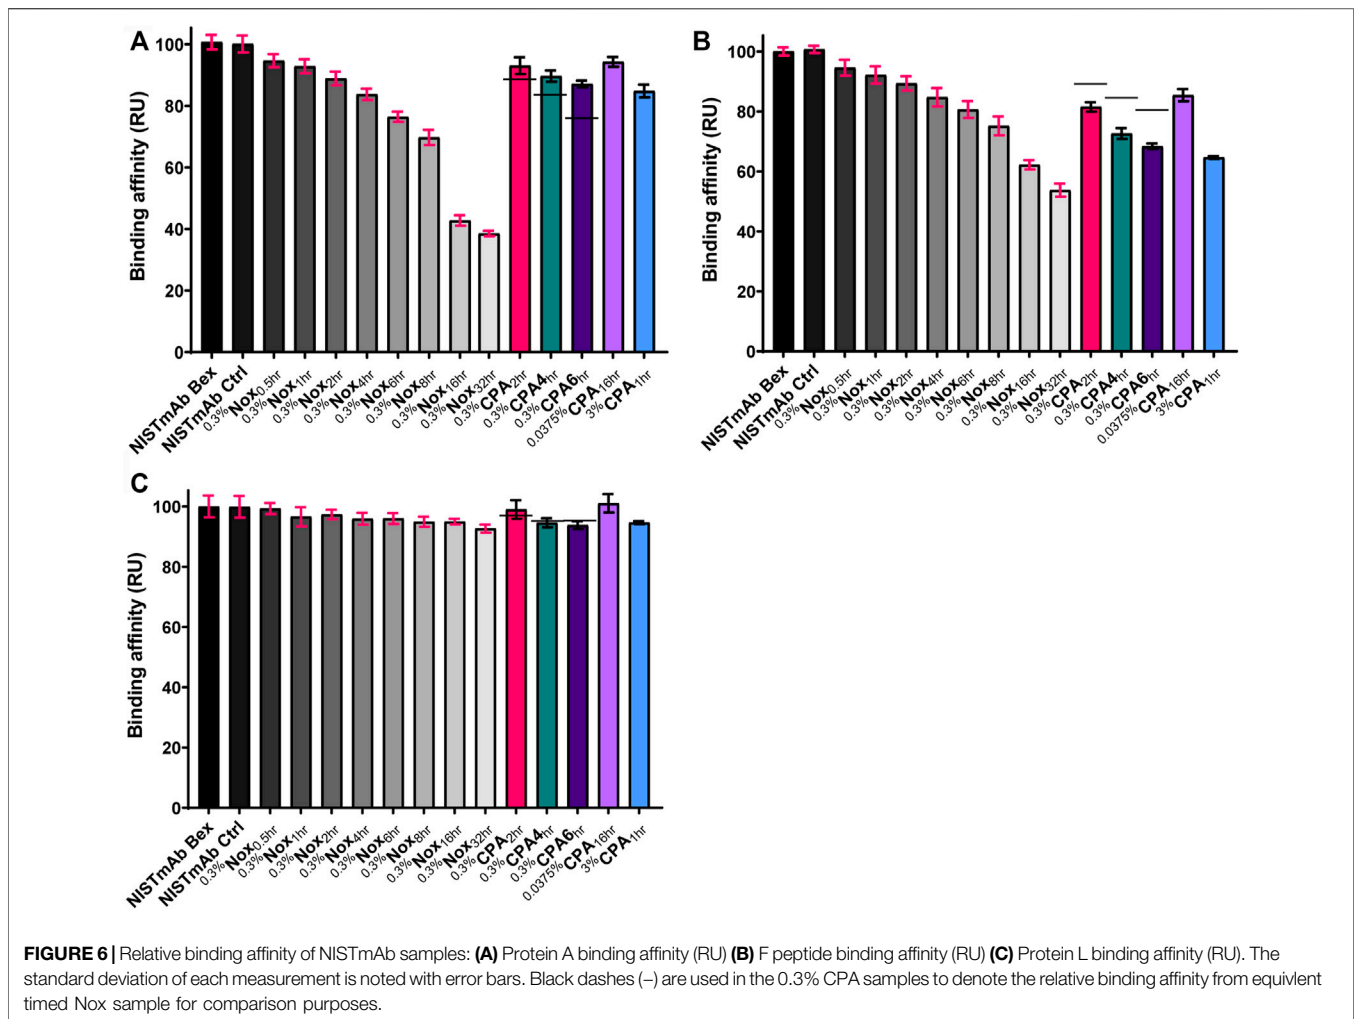 A
Binding affinity (RU)
100
80
60
40
20
0
NISTmAb Bex
NISTmAb Ctrl
0.3%Nox0.5hr
0.3%Nox1hr
0.3%Nox2hr
0.3%Nox4hr
0.3%Nox6hr
0.3%Nox8hr
0.3%Nox16hr
0.3%Nox32hr
0.3%CPA2hr
0.3%CPA4hr
0.3%CPA6hr
0.0375%CPA16hr
3%CPA1hr
B
Binding affinity (RU)
100
80
60
40
20
0
NISTmAb Bex
NISTmAb Ctrl
0.3%Nox0.5hr
0.3%Nox1hr
0.3%Nox2hr
0.3%Nox4hr
0.3%Nox6hr
0.3%Nox8hr
0.3%Nox16hr
0.3%Nox32hr
0.3%CPA2hr
0.3%CPA4hr
0.3%CPA6hr
0.0375%CPA16hr
3%CPA1hr
C
Binding affinity (RU)
100
80
60
40
20
0
NISTmAb Bex
NISTmAb Ctrl
0.3%Nox0.5hr
0.3%Nox1hr
0.3%Nox2hr
0.3%Nox4hr
0.3%Nox6hr
0.3%Nox8hr
0.3%Nox16hr
0.3%Nox32hr
0.3%CPA2hr
0.3%CPA4hr
0.3%CPA6hr
0.0375%CPA16hr
3%CPA1hr
FIGURE 6 | Relative binding affinity of NISTmAb samples: (A) Protein A binding affinity (RU) (B) F peptide binding affinity (RU) (C) Protein L binding affinity (RU). The
standard deviation of each measurement is noted with error bars. Black dashes (–) are used in the 0.3% CPA samples to denote the relative binding affinity from equivlent
timed Nox sample for comparison purposes.